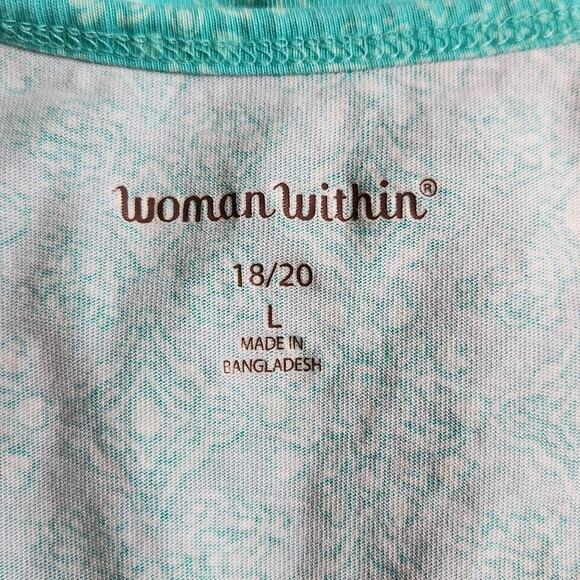 woman within®
18/20
L
MADE IN
BANGLADESH